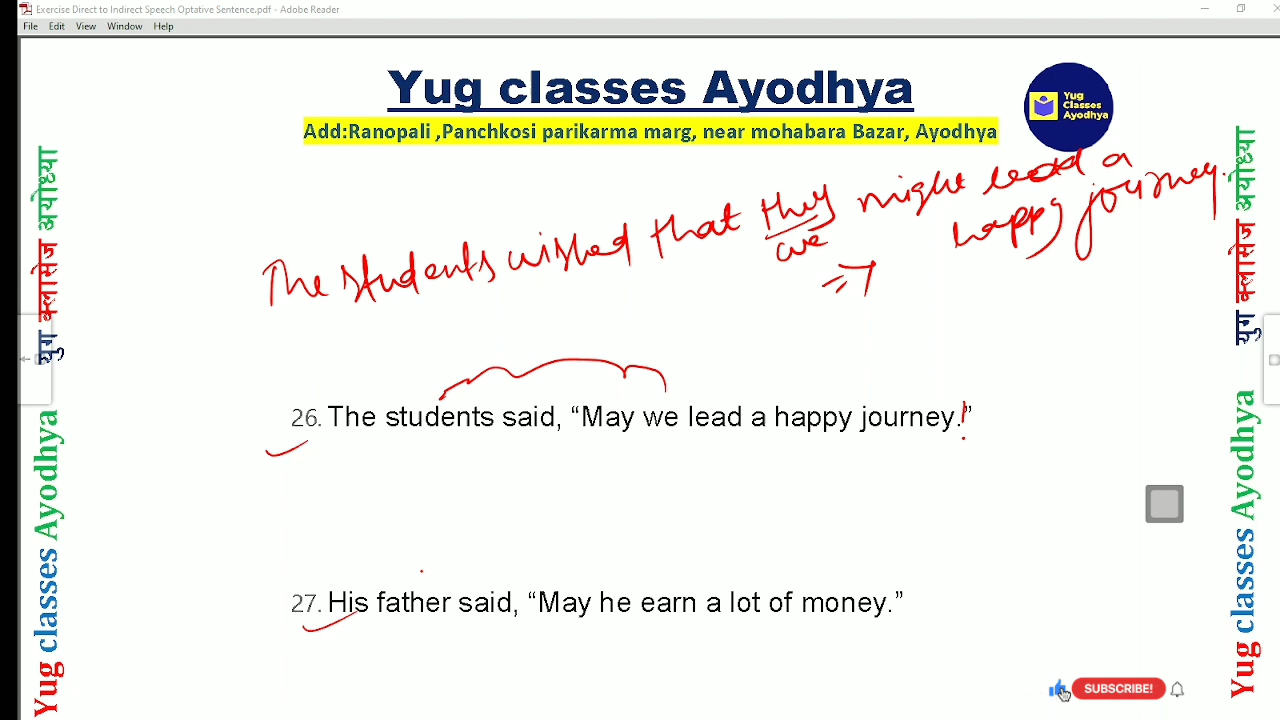 Exercise Direct to Indirect Speech Optative Sentence.pdf - Adobe Reader
File Edit View Window Help
Yug classes Ayodhya
Add:Ranopali ,Panchkosi parikarma marg, near mohabara Bazar, Ayodhya
Yug
Classes
Ayodhya
The students wished that they might lead a
happy journey.
we
26. The students said, “May we lead a happy journey.!”
27. His father said, “May he earn a lot of money.”
Yug classes Ayodhya युग क्लासेज अयोध्या
Yug classes Ayodhya युग क्लासेज अयोध्या
SUBSCRIBE!